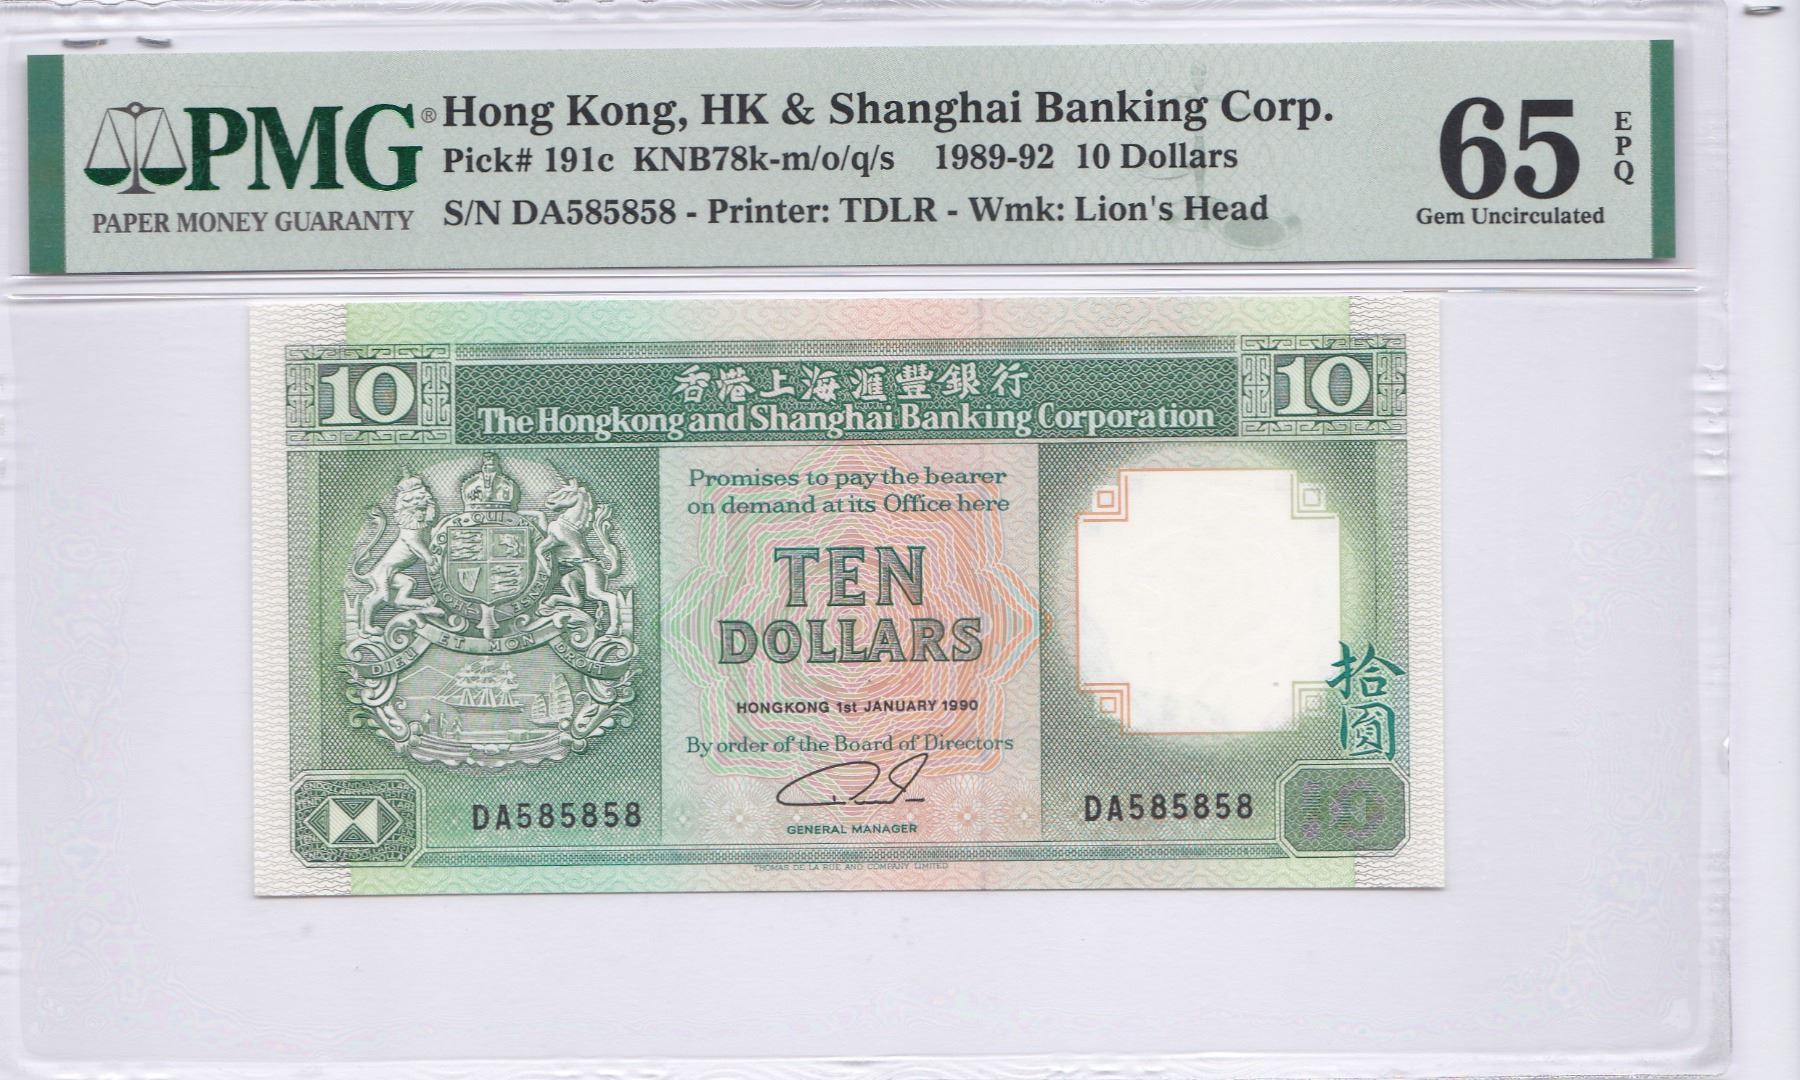 PMG®
PAPER MONEY GUARANTY
Hong Kong, HK & Shanghai Banking Corp.
Pick# 191c KNB78k-m/o/q/s 1989-92 10 Dollars
S/N DA585858 - Printer: TDLR - Wmk: Lion's Head
65
EPQ
Gem Uncirculated
10
香港上海滙豐銀行
10
The Hongkong and Shanghai Banking Corporation
Promises to pay the bearer
on demand at its Office here
TEN
DOLLARS
HONGKONG 1st JANUARY 1990
By order of the Board of Directors
GENERAL MANAGER
DIEU ET MON DROIT
拾圓
DA585858
DA585858
10
THOMAS DE LA RUE AND COMPANY LIMITED